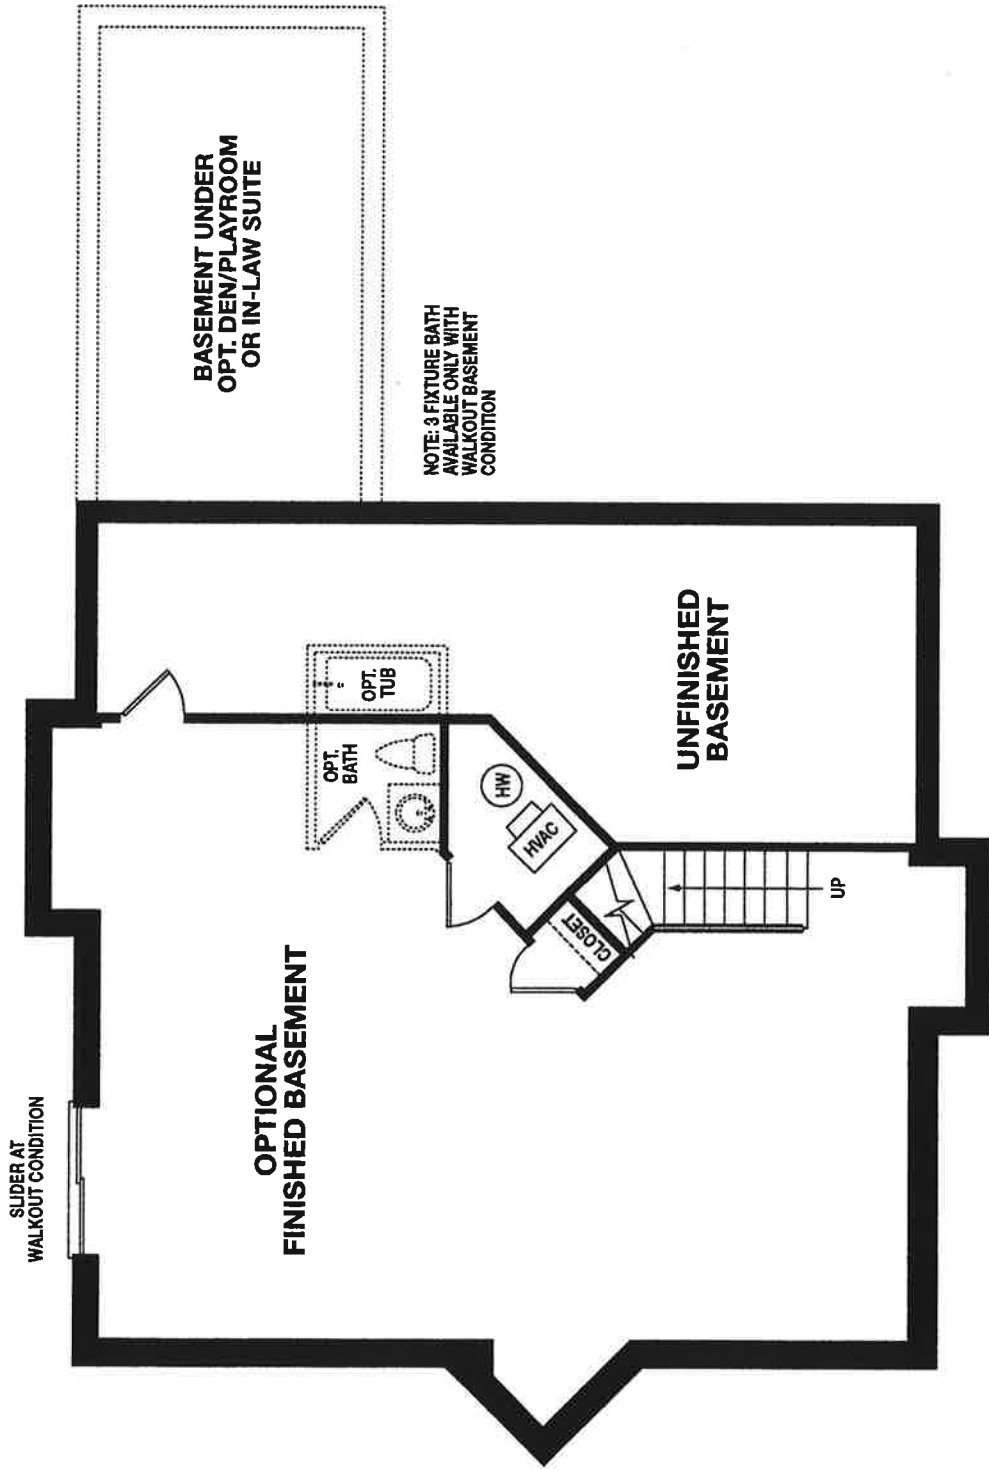 SLIDER AT
WALKOUT CONDITION
OPTIONAL
FINISHED BASEMENT
OPT.
BATH
OPT.
TUB
BASEMENT UNDER
OPT. DEN/PLAYROOM
OR IN-LAW SUITE
NOTE: 3 FIXTURE BATH
AVAILABLE ONLY WITH
WALKOUT BASEMENT
CONDITION
HW
HVAC
CLOSET
UP
UNFINISHED
BASEMENT